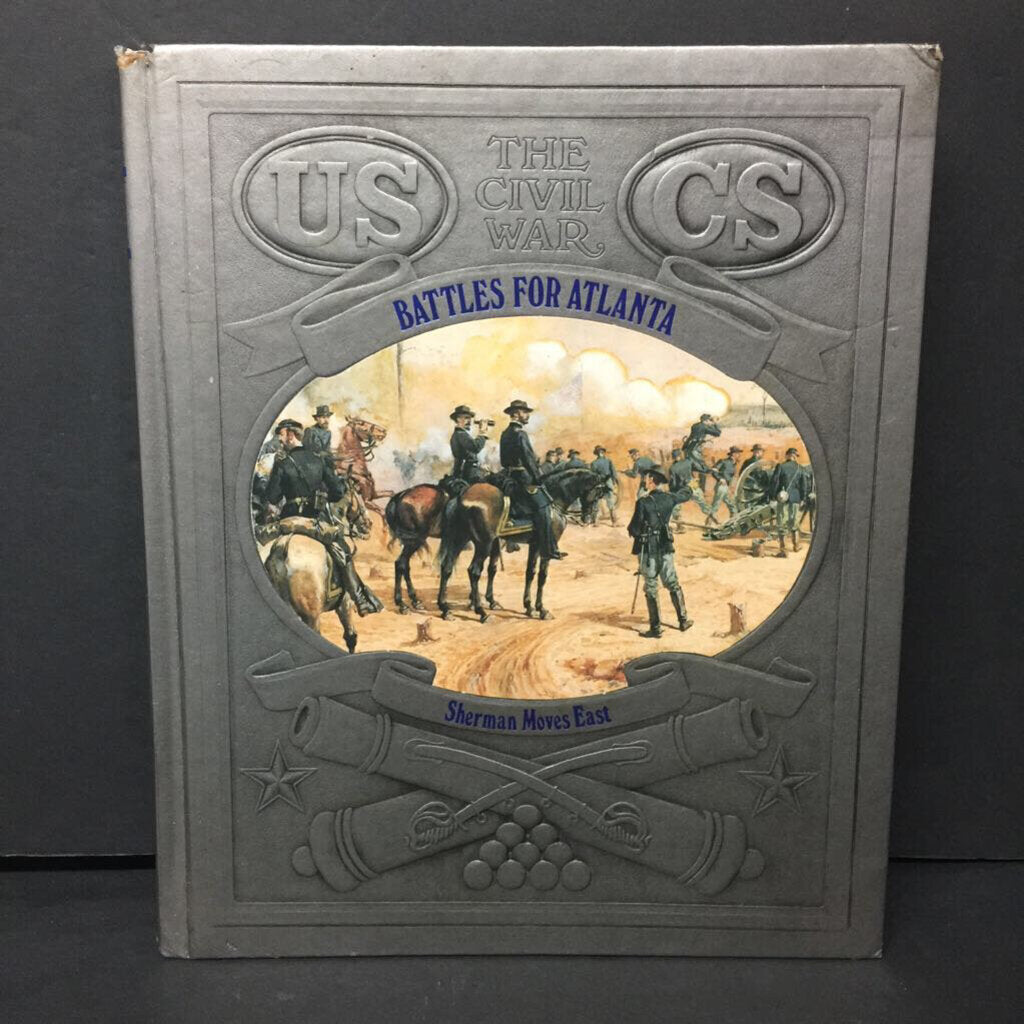 US
THE
CIVIL
WAR
CS
BATTLES FOR ATLANTA
Sherman Moves East